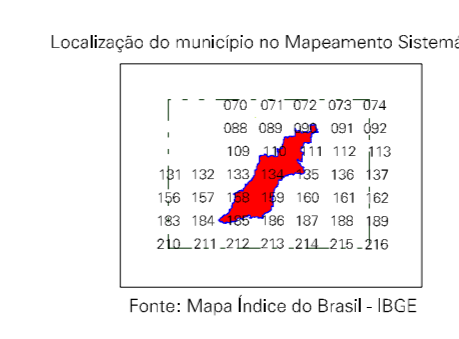 Localização do município no Mapeamento Sistemá
070 071 072 073 074
088 089 090 091 092
109 110 111 112 113
131 132 133 134 135 136 137
156 157 158 159 160 161 162
183 184 185 186 187 188 189
210 211 212 213 214 215 216
Fonte: Mapa Índice do Brasil - IBGE